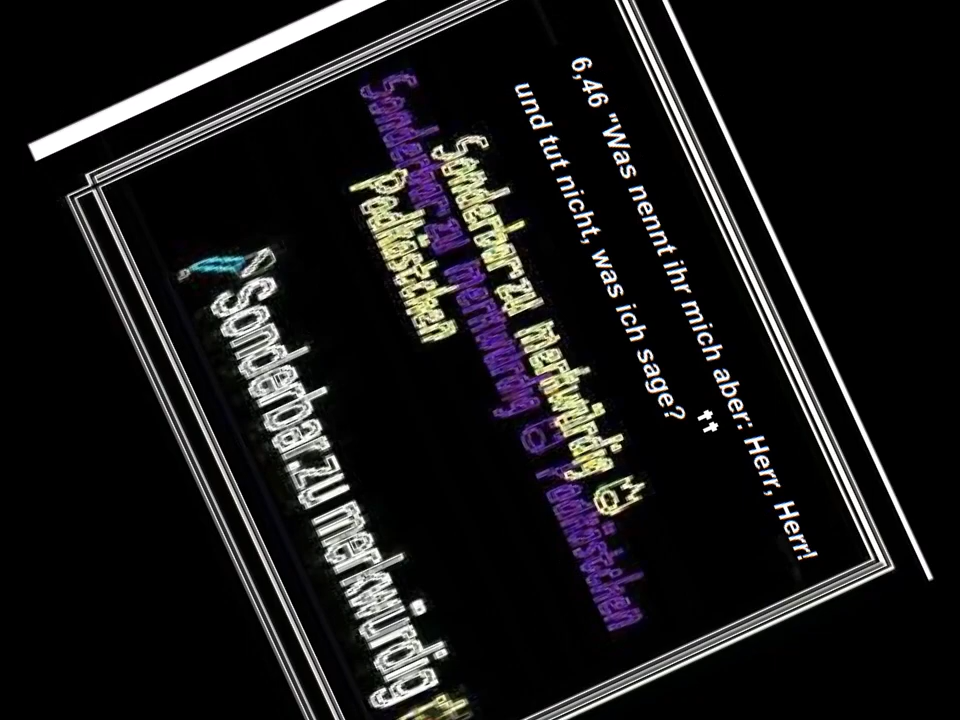 6,46 "Was nennt ihr mich aber: Herr, Herr!
und tut nicht, was ich sage?
Sonderbar zu merkwürdig
Podkästchen
Sonderbar zu merkwürdig Podkästchen
Sonderbar.zu merkwürdig